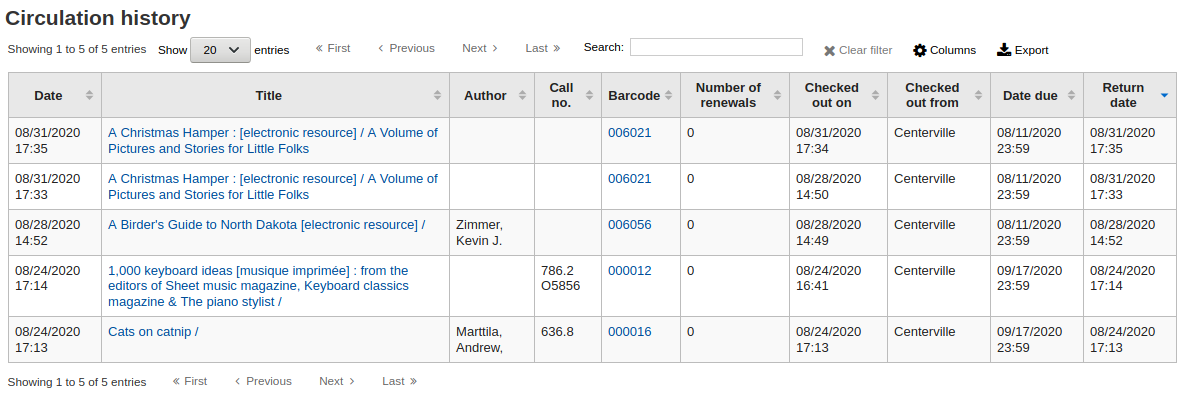 Circulation history
Showing 1 to 5 of 5 entries Show 20 entries « First < Previous Next > Last » Search: Clear filter Columns Export
Date Title Author Call no. Barcode Number of renewals Checked out on Checked out from Date due Return date
08/31/2020 17:35 A Christmas Hamper : [electronic resource] / A Volume of Pictures and Stories for Little Folks 006021 0 08/31/2020 17:34 Centerville 08/11/2020 23:59 08/31/2020 17:35
08/31/2020 17:33 A Christmas Hamper : [electronic resource] / A Volume of Pictures and Stories for Little Folks 006021 0 08/28/2020 14:50 Centerville 08/11/2020 23:59 08/31/2020 17:33
08/28/2020 14:52 A Birder's Guide to North Dakota [electronic resource] / Zimmer, Kevin J. 006056 0 08/28/2020 14:49 Centerville 08/11/2020 23:59 08/28/2020 14:52
08/24/2020 17:14 1,000 keyboard ideas [musique imprimée] : from the editors of Sheet music magazine, Keyboard classics magazine & The piano stylist / 786.2 O5856 000012 0 08/24/2020 16:41 Centerville 09/17/2020 23:59 08/24/2020 17:14
08/24/2020 17:13 Cats on catnip / Marttila, Andrew, 636.8 000016 0 08/24/2020 17:13 Centerville 09/17/2020 23:59 08/24/2020 17:13
Showing 1 to 5 of 5 entries « First < Previous Next > Last »